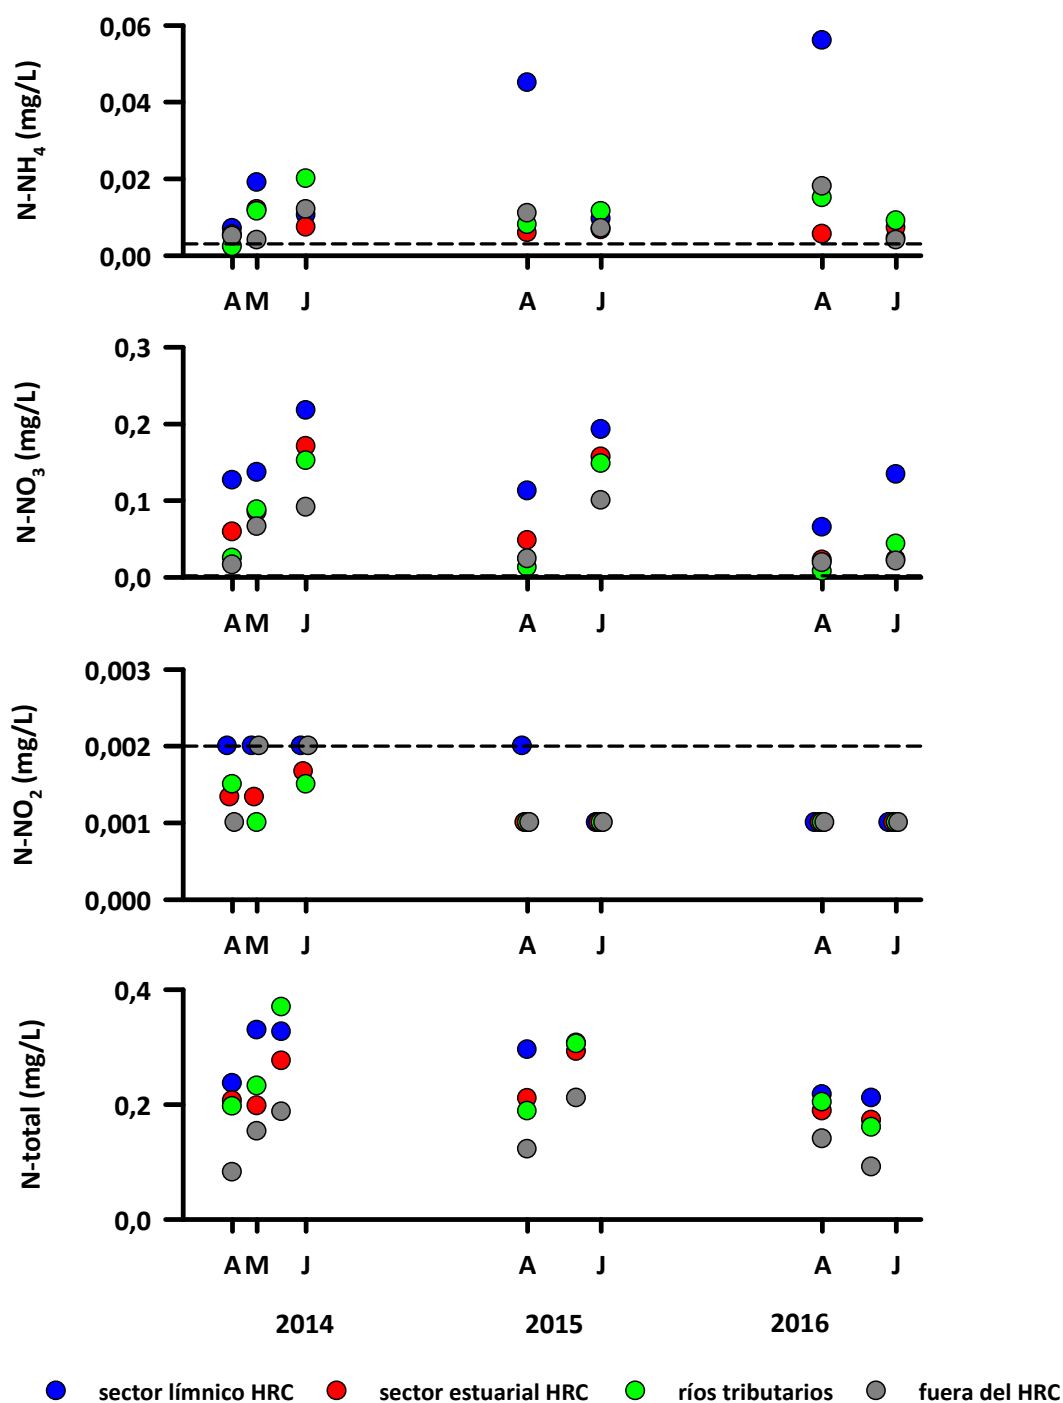 0,06
0,04
0,02
0,00
N-NH4 (mg/L)
A M J A J A J
0,3
0,2
0,1
0,0
N-NO3 (mg/L)
A M J A J A J
0,003
0,002
0,001
0,000
N-NO2 (mg/L)
A M J A J A J
0,4
0,2
0,0
N-total (mg/L)
A M J A J A J
2014 2015 2016
sector límnico HRC sector estuarial HRC ríos tributarios fuera del HRC